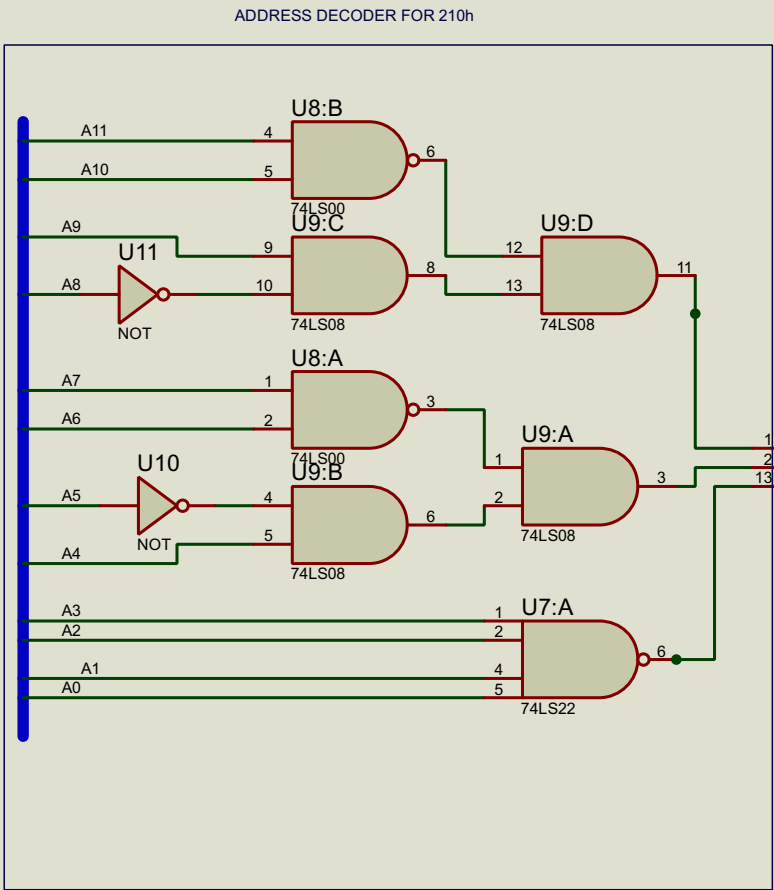 ADDRESS DECODER FOR 210h
U8:B
A11
4
6
A10
5
74LS00
A9
U9:C
U9:D
U11
9
12
8
11
A8
10
13
NOT
74LS08
74LS08
U8:A
A7
1
3
A6
2
74LS00
U9:A
U10
U9:B
1
1
2
A5
4
2
3
13
6
A4
5
NOT
74LS08
74LS08
A3
1
U7:A
A2
2
6
A1
4
A0
5
74LS22